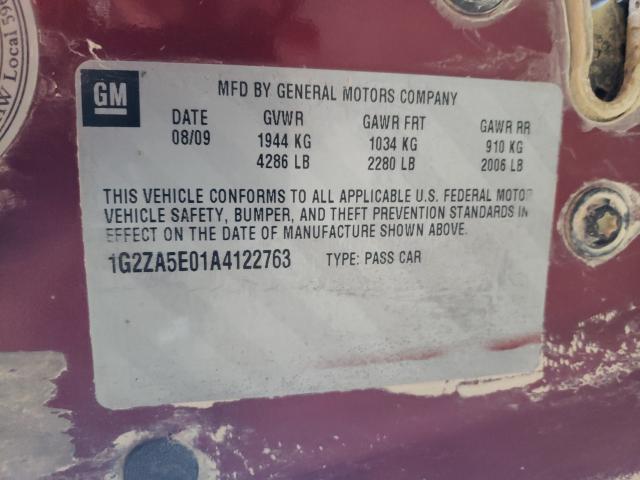 W Local 5960
GM
MFD BY GENERAL MOTORS COMPANY
DATE GVWR GAWR FRT GAWR RR
08/09 1944 KG 1034 KG 910 KG
4286 LB 2280 LB 2006 LB
THIS VEHICLE CONFORMS TO ALL APPLICABLE U.S. FEDERAL MOTOR
VEHICLE SAFETY, BUMPER, AND THEFT PREVENTION STANDARDS IN
EFFECT ON THE DATE OF MANUFACTURE SHOWN ABOVE.
1G2ZA5E01A4122763 TYPE: PASS CAR